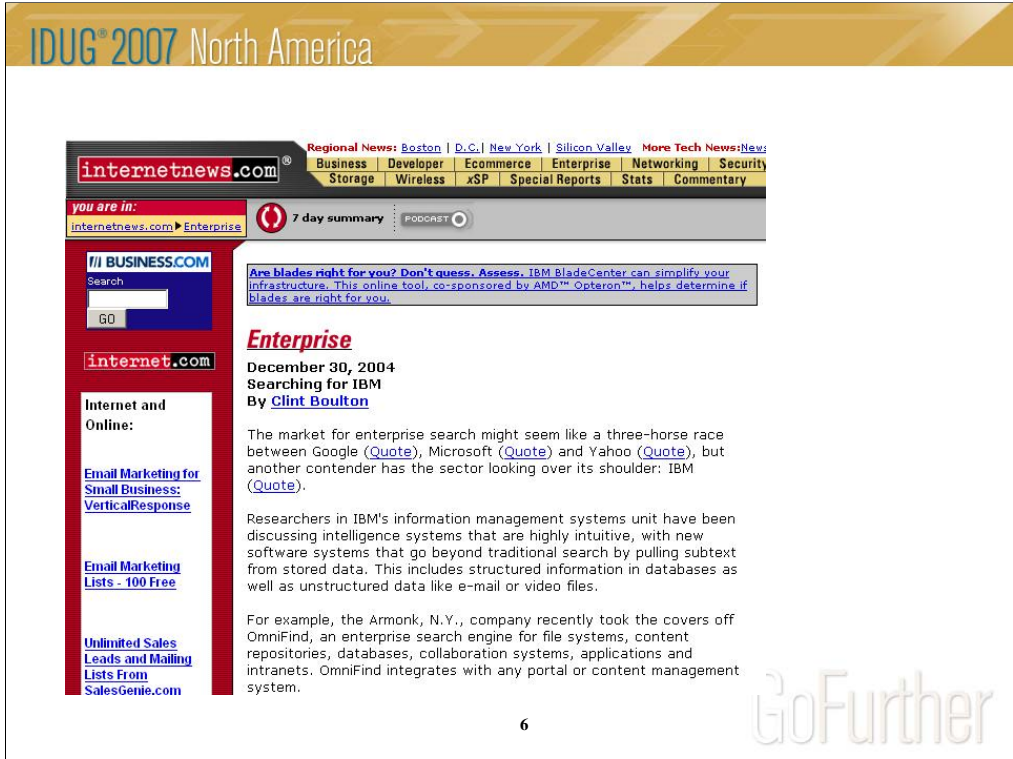 IDUG® 2007 North America
Regional News: Boston | D.C.| New York | Silicon Valley More Tech News:News
internetnews.com®
Business | Developer | Ecommerce | Enterprise | Networking | Security
Storage | Wireless | xSP | Special Reports | Stats | Commentary
you are in:
internetnews.com ▶ Enterprise
7 day summary
PODCAST
/// BUSINESS.COM
Search
GO
internet.com
Internet and
Online:
Email Marketing for
Small Business:
VerticalResponse
Email Marketing
Lists - 100 Free
Unlimited Sales
Leads and Mailing
Lists From
SalesGenie.com
Are blades right for you? Don't guess. Assess. IBM BladeCenter can simplify your
infrastructure. This online tool, co-sponsored by AMD™ Opteron™, helps determine if
blades are right for you.
Enterprise
December 30, 2004
Searching for IBM
By Clint Boulton
The market for enterprise search might seem like a three-horse race
between Google (Quote), Microsoft (Quote) and Yahoo (Quote), but
another contender has the sector looking over its shoulder: IBM
(Quote).
Researchers in IBM's information management systems unit have been
discussing intelligence systems that are highly intuitive, with new
software systems that go beyond traditional search by pulling subtext
from stored data. This includes structured information in databases as
well as unstructured data like e-mail or video files.
For example, the Armonk, N.Y., company recently took the covers off
OmniFind, an enterprise search engine for file systems, content
repositories, databases, collaboration systems, applications and
intranets. OmniFind integrates with any portal or content management
system.
6
GoFurther